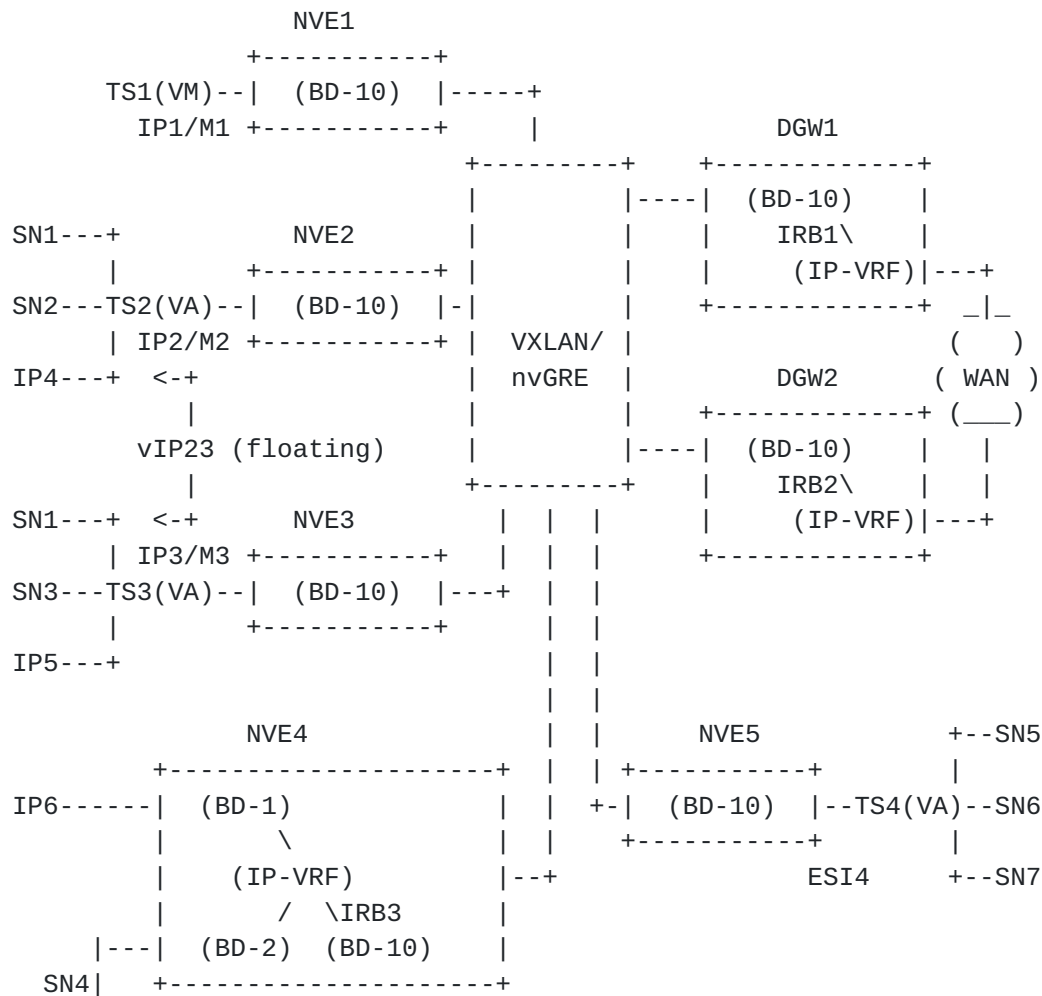 NVE1
               +-----------+
      TS1(VM)--|  (BD-10)  |-----+
        IP1/M1 +-----------+     |               DGW1
                             +---------+    +-------------+
                             |         |----|  (BD-10)    |
SN1---+           NVE2       |         |    |    IRB1\    |
      |        +-----------+ |         |    |     (IP-VRF)|---+
SN2---TS2(VA)--|  (BD-10)  |-|         |    +-------------+  _|_
      | IP2/M2 +-----------+ |  VXLAN/ |                    (   )
IP4---+  <-+                 |  nvGRE  |         DGW2      ( WAN )
           |                 |         |    +-------------+ (___)
        vIP23 (floating)     |         |----|  (BD-10)    |   |
           |                 +---------+    |    IRB2\    |   |
SN1---+  <-+      NVE3         |  |  |      |     (IP-VRF)|---+
      | IP3/M3 +-----------+   |  |  |      +-------------+
SN3---TS3(VA)--|  (BD-10)  |---+  |  |
      |        +-----------+      |  |
IP5---+                           |  |
                                  |  |
               NVE4               |  |      NVE5            +--SN5
         +---------------------+  |  | +-----------+        |
IP6------|  (BD-1)             |  |  +-|  (BD-10)  |--TS4(VA)--SN6
         |       \             |  |    +-----------+        |
         |    (IP-VRF)         |--+                ESI4     +--SN7
         |       /  \IRB3      |
     |---|  (BD-2)  (BD-10)    |
  SN4|   +---------------------+